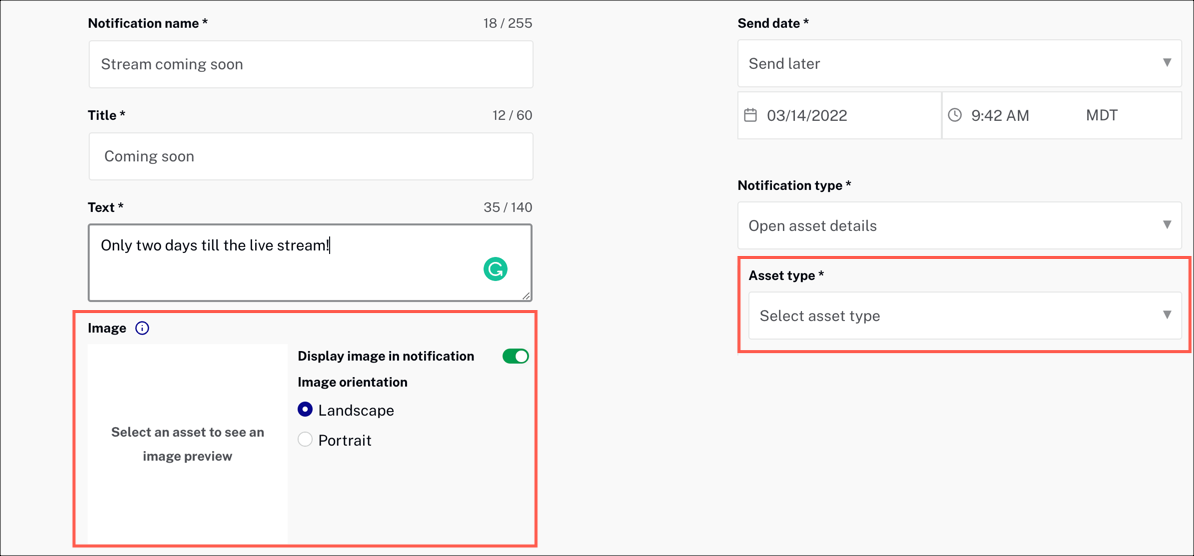 Notification name *
18 / 255
Stream coming soon
Title *
12 / 60
Coming soon
Text *
35 / 140
Only two days till the live stream!
Image
Select an asset to see an
image preview
Display image in notification
Image orientation
Landscape
Portrait
Send date *
Send later
03/14/2022
9:42 AM
MDT
Notification type *
Open asset details
Asset type *
Select asset type